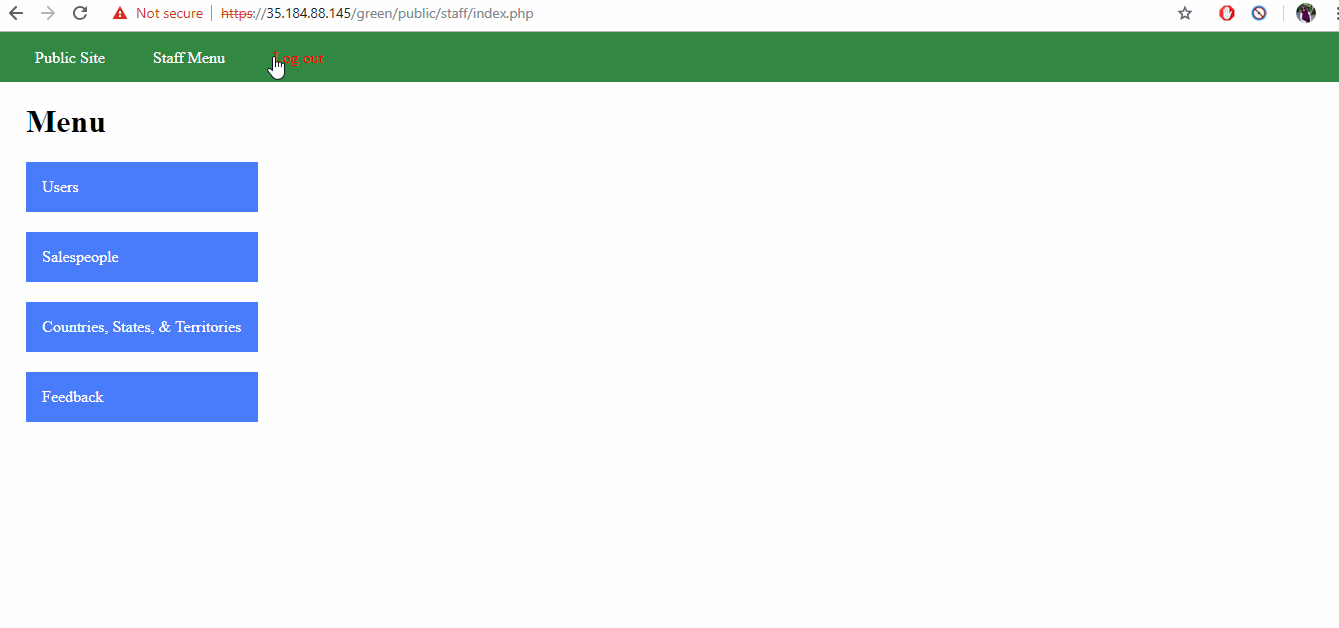 Not secure | https://35.184.88.145/green/public/staff/index.php
Public Site Staff Menu Log out
Menu
Users
Salespeople
Countries, States, & Territories
Feedback